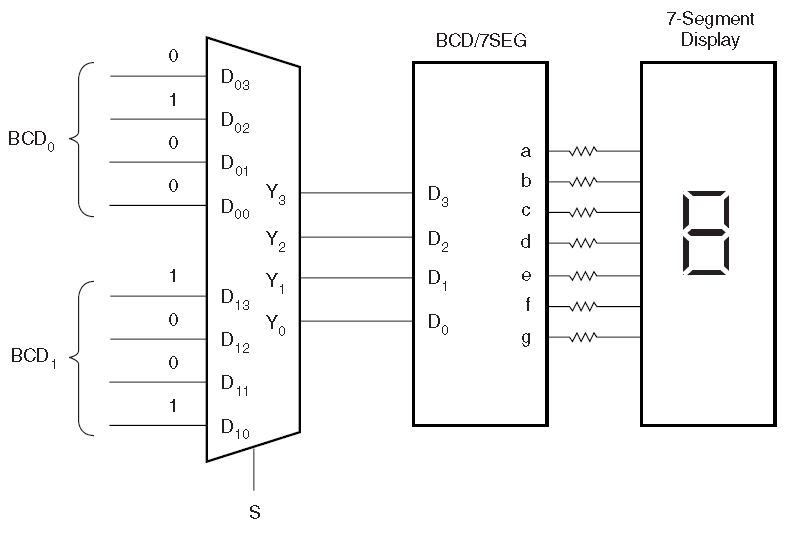 7-Segment
Display
BCD/7SEG
BCD0
0
1
0
0
D03
D02
D01
D00
BCD1
1
0
0
1
D13
D12
D11
D10
Y3
Y2
Y1
Y0
S
D3
D2
D1
D0
a
b
c
d
e
f
g
8